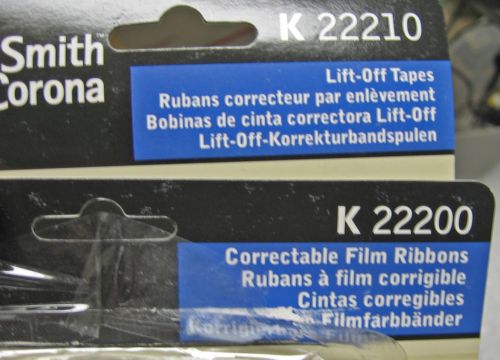 Smith
Corona
K 22210
Lift-Off Tapes
Rubans correcteur par enlèvement
Bobinas de cinta correctora Lift-Off
Lift-Off-Korrekturbandspulen
K 22200
Correctable Film Ribbons
Rubans à film corrigible
Cintas corregibles
Korrigierbare Filmfarbbänder